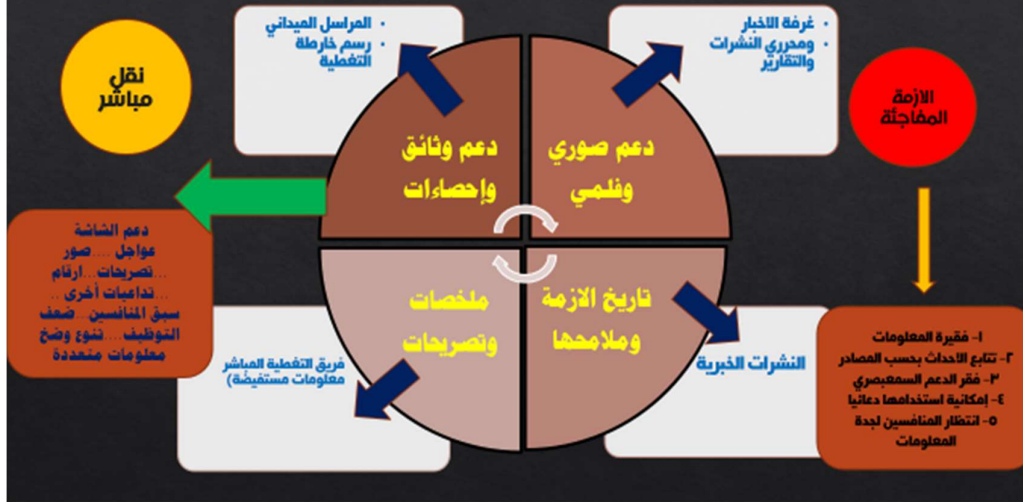 • غرفة الاخبار
• ومحرري النشرات
والتقارير
• المراسل الميداني
• رسم خارطة
التغطية
نقل
مباشر
الازمة
المفاجئة
دعم صوري
وفلمي
دعم وثائق
وإحصاءات
دعم الشاشة
عواجل ....صور
...تصريحات...ارقام
...تداعيات أخرى ..
سبق المنافسين...ضعف
التوظيف....تنوع وضخ
معلومات متعددة
تاريخ الازمة
وملامحها
ملخصات
وتصريحات
النشرات الخبرية
فريق التغطية المباشر
معلومات مستفيضة)
١- فقيرة المعلومات
٢- تتابع الأحداث بحسب المصادر
٣- فقر الدعم السمعبصري
٤- إمكانية استخدامها دعائيا
٥- انتظار المنافسين لجدة
المعلومات